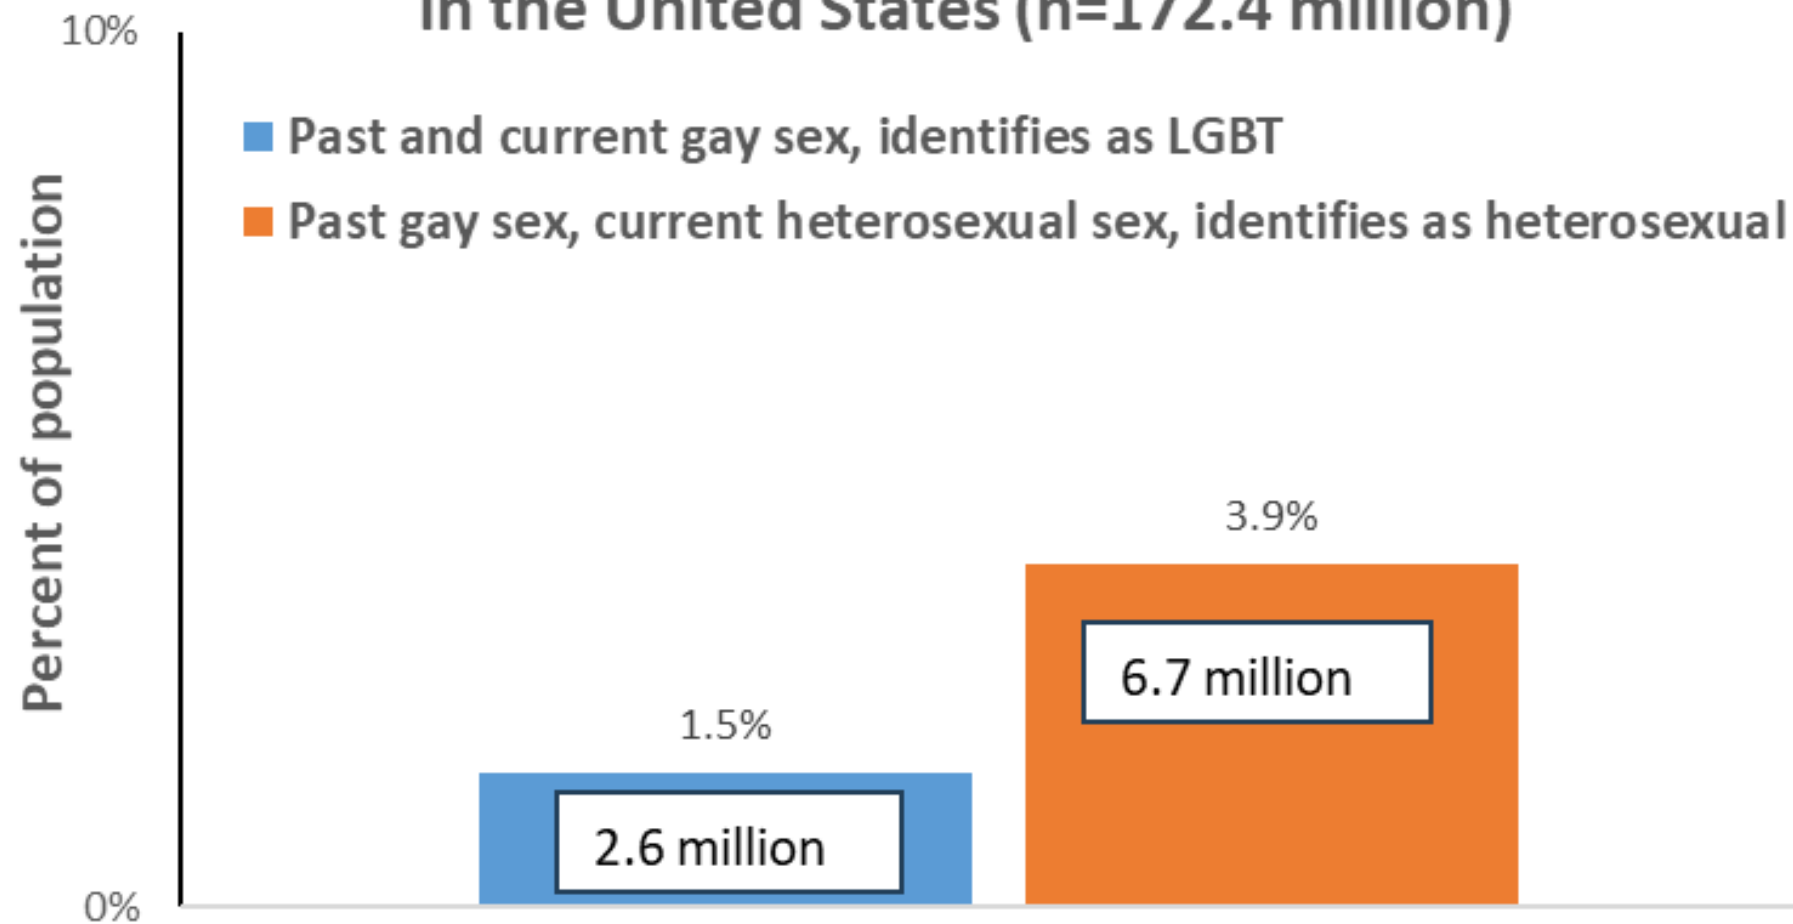 in the United States (n=172.4 million)
10%
Past and current gay sex, identifies as LGBT
Past gay sex, current heterosexual sex, identifies as heterosexual
Percent of population
3.9%
6.7 million
1.5%
2.6 million
0%